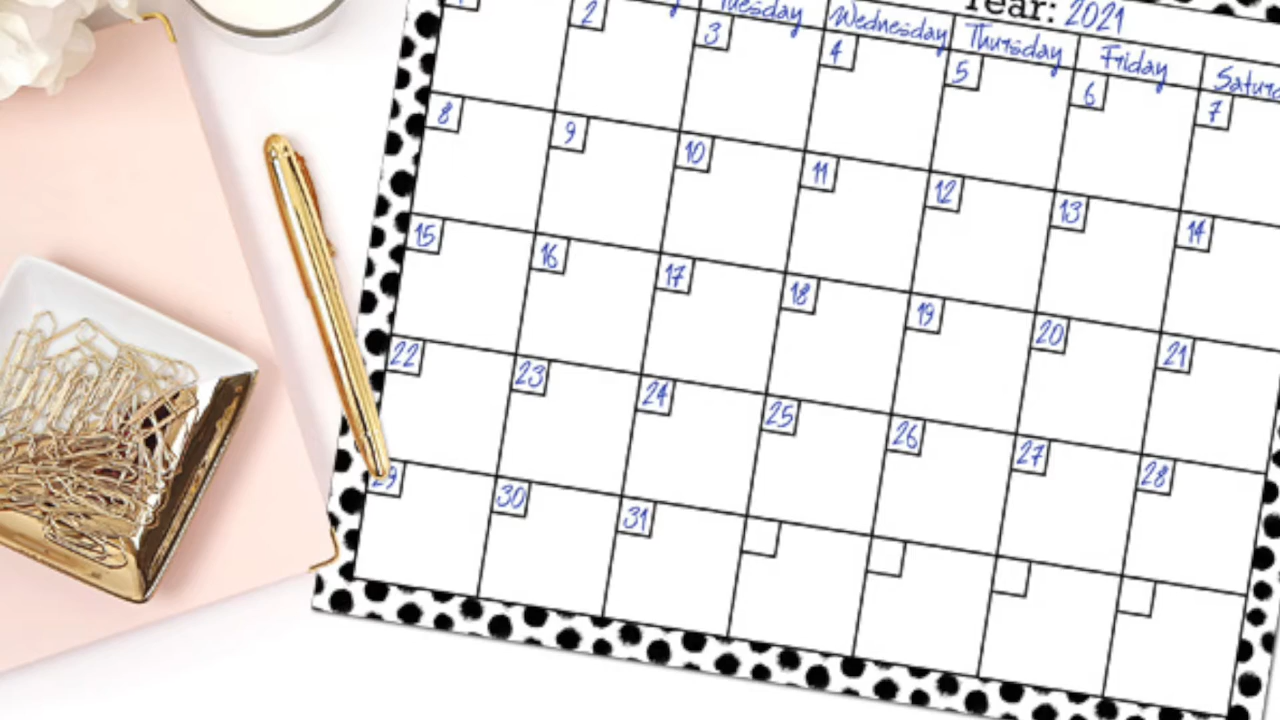 Year: 2021
Tuesday Wednesday Thursday Friday
2 3 4 5 6 7
8 9 10 11 12 13 14
15 16 17 18 19 20 21
22 23 24 25 26 27 28
29 30 31